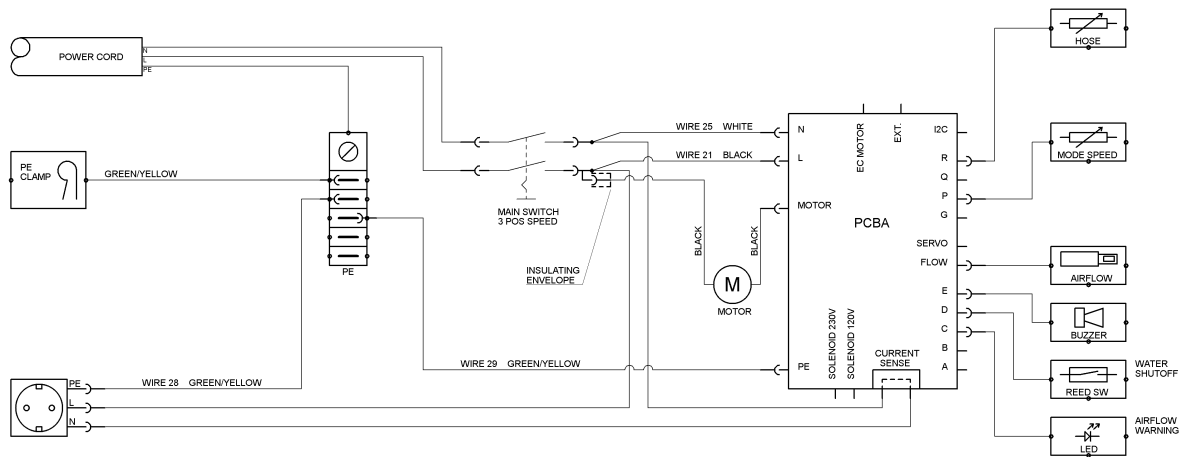 HOSE
POWER CORD
N
L
PE
WIRE 25 WHITE
N
EC MOTOR
EXT.
I2C
WIRE 21 BLACK
L
R
MODE SPEED
PE
CLAMP
GREEN/YELLOW
Q
P
MAIN SWITCH
3 POS SPEED
MOTOR
G
PCBA
BLACK
BLACK
SERVO
FLOW
INSULATING
ENVELOPE
PE
M
MOTOR
AIRFLOW
E
D
C
B
A
BUZZER
SOLENOID 230V
SOLENOID 120V
CURRENT
SENSE
WIRE 29 GREEN/YELLOW
PE
WATER
SHUTOFF
REED SW
PE
WIRE 28 GREEN/YELLOW
L
N
AIRFLOW
WARNING
LED